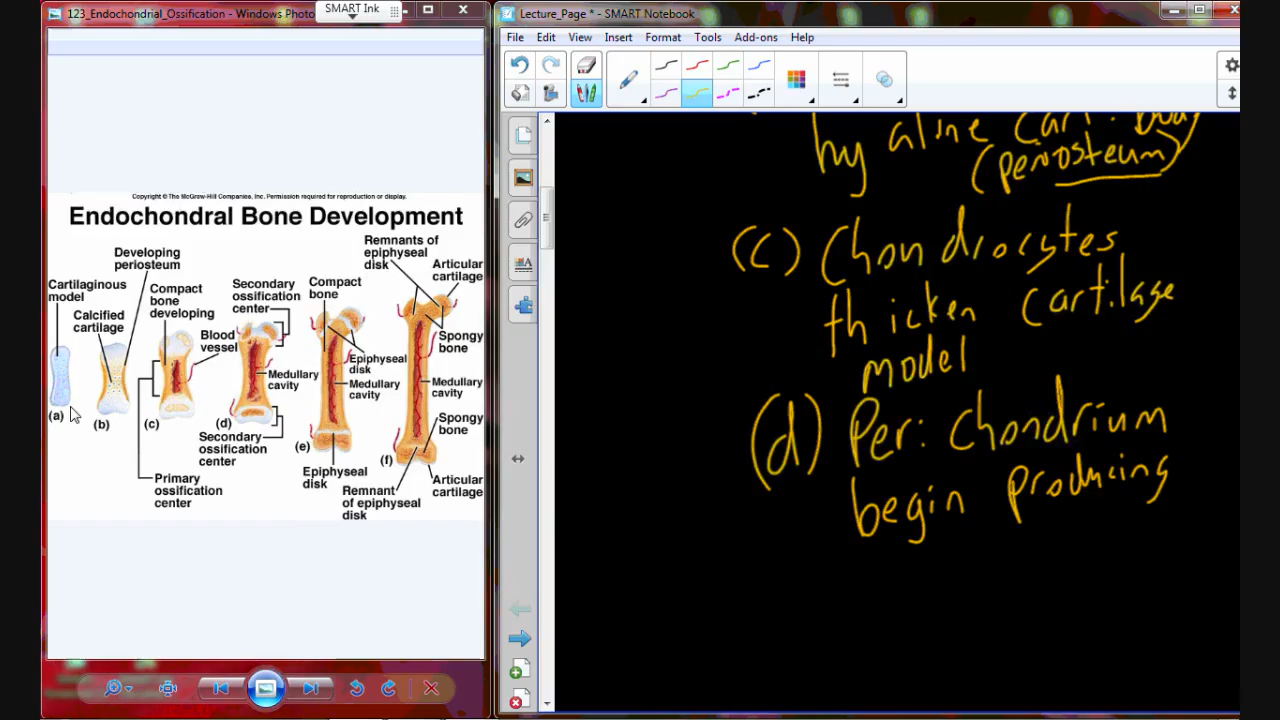 123_Endochondral_Ossification - Windows Photo
SMART Ink
Lecture_Page * - SMART Notebook
File Edit View Insert Format Tools Add-ons Help
Copyright © The McGraw-Hill Companies, Inc. Permission required for reproduction or display.
Endochondral Bone Development
Cartilaginous
model
Calcified
cartilage
Developing
periosteum
Compact
bone
developing
Blood
vessel
Secondary
ossification
center
Compact
bone
Remnants of
epiphyseal
disk
Articular
cartilage
Spongy
bone
Epiphyseal
disk
Medullary
cavity
Medullary
cavity
Medullary
cavity
(a)
(b)
(c)
(d)
(e)
(f)
Secondary
ossification
center
Primary
ossification
center
Epiphyseal
disk
Remnant
of epiphyseal
disk
Spongy
bone
Articular
cartilage
hyaline Cart.
(periosteum)
(c) Chondrocytes
thicken cartilage
model
(d) Peri chondrium
begin producing